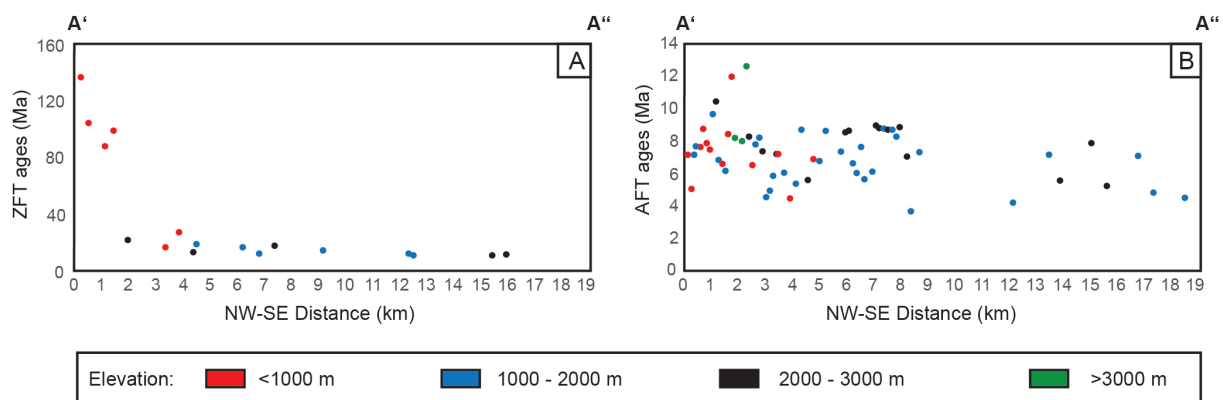 A‘ A“ A‘ A“
A B
ZFT ages (Ma)
160
120
80
40
0
0 1 2 3 4 5 6 7 8 9 10 11 12 13 14 15 16 17 18 19
NW-SE Distance (km)
AFT ages (Ma)
14
12
10
8
6
4
2
0
0 1 2 3 4 5 6 7 8 9 10 11 12 13 14 15 16 17 18 19
NW-SE Distance (km)
Elevation: <1000 m 1000 - 2000 m 2000 - 3000 m >3000 m